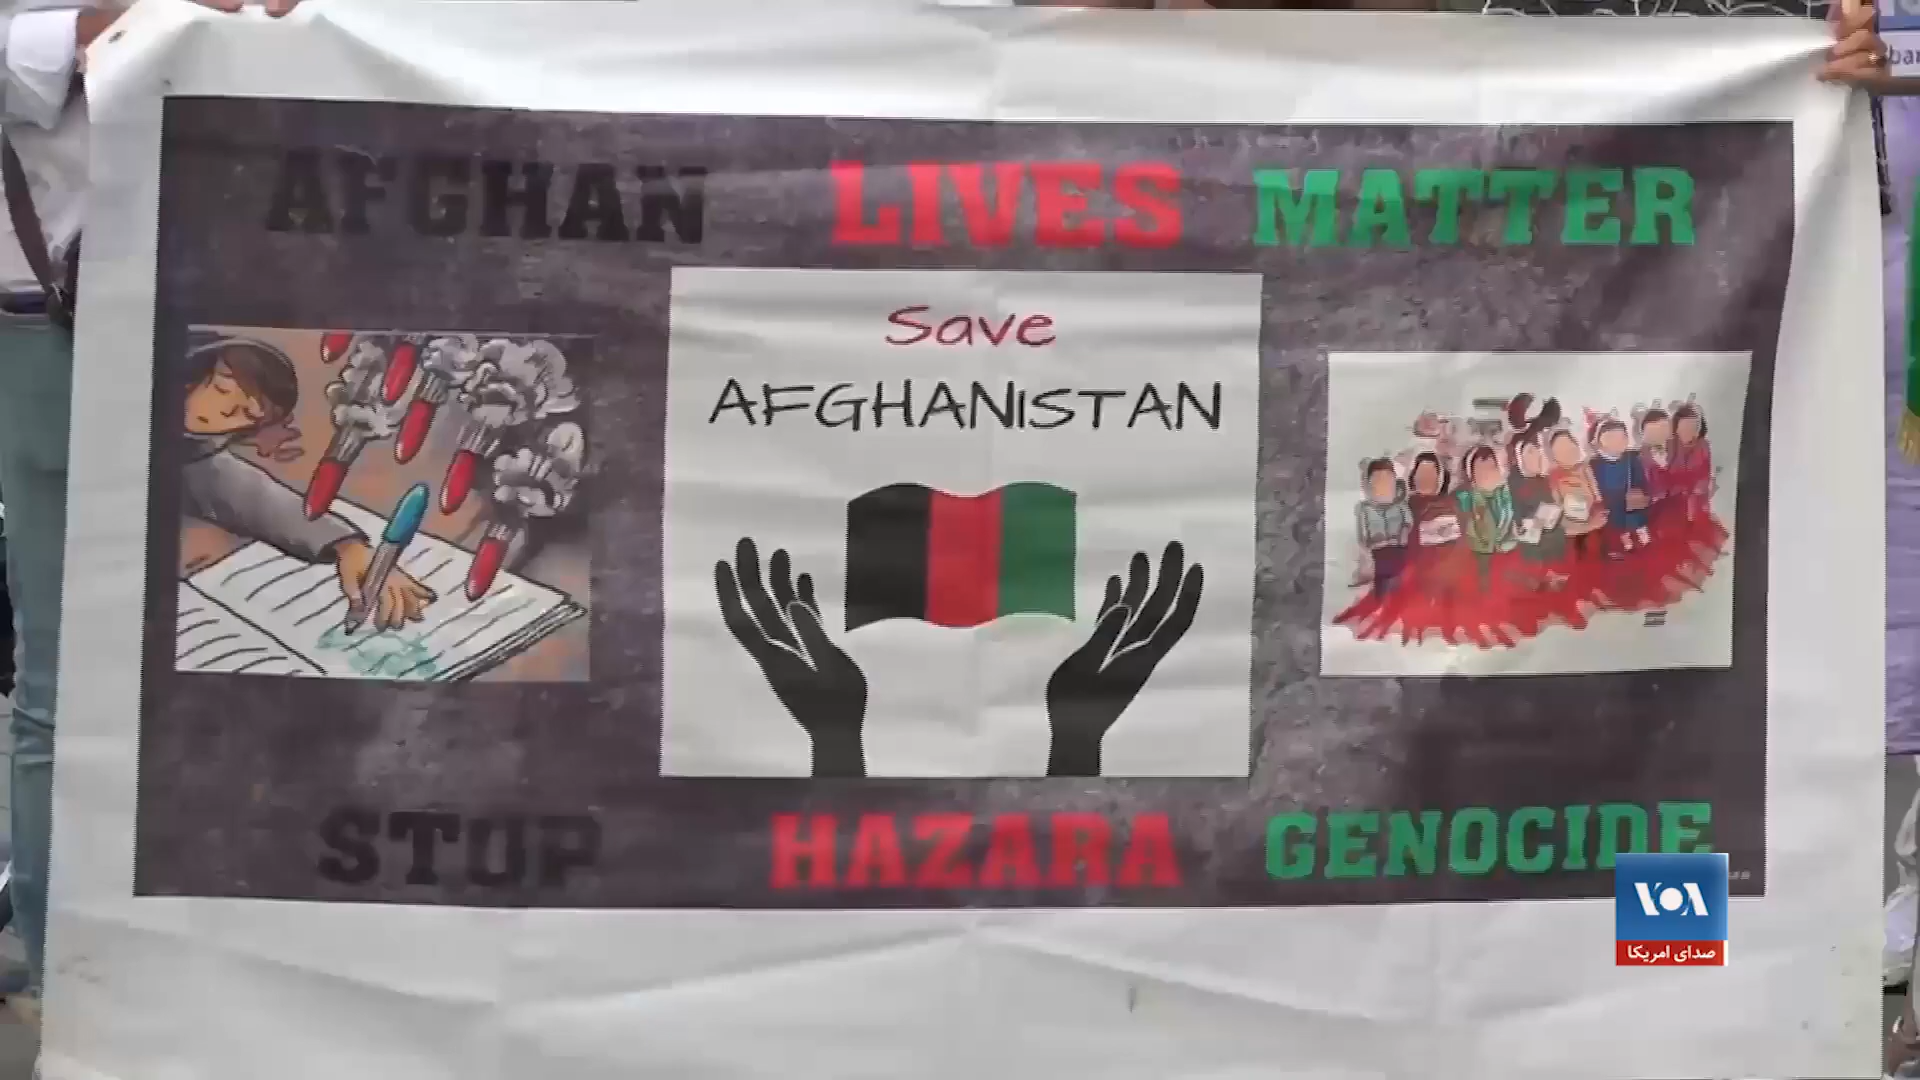 AFGHAN LIVES MATTER
Save
AFGHANISTAN
STOP HAZARA GENOCIDE
VOA
صدای امریکا